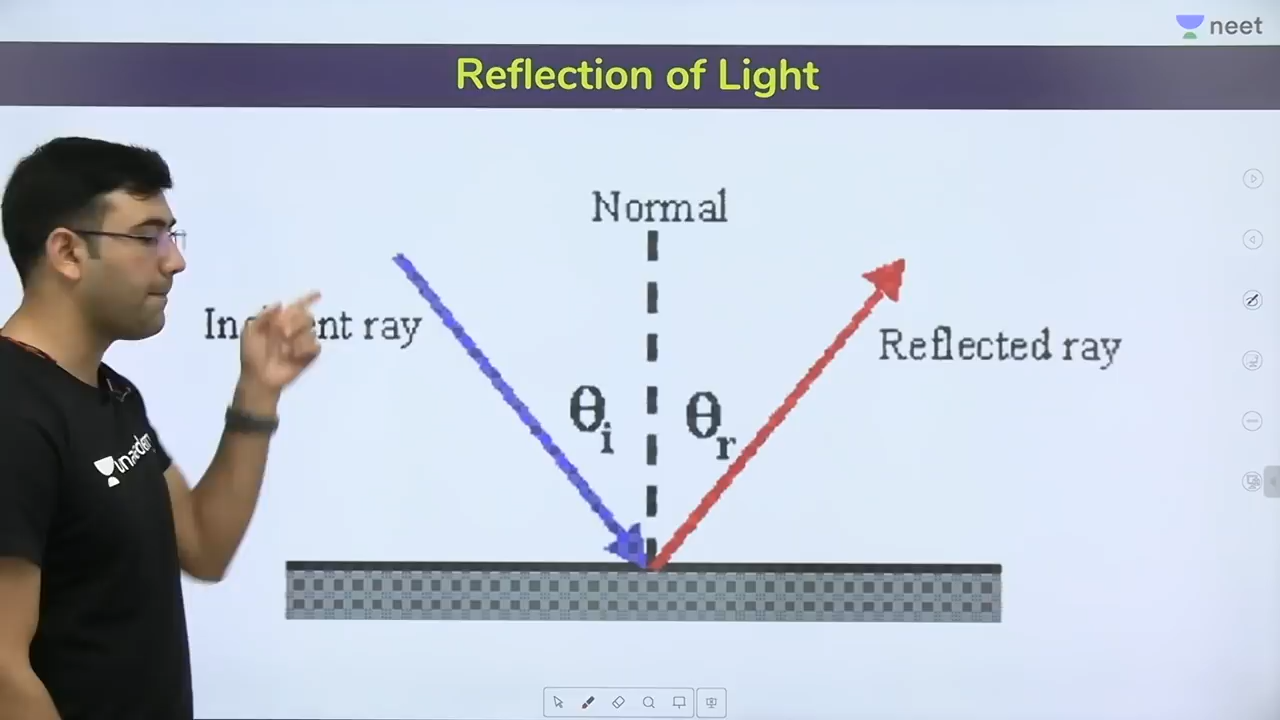 neet
Reflection of Light
Normal
Reflected ray
θi
θr
ray